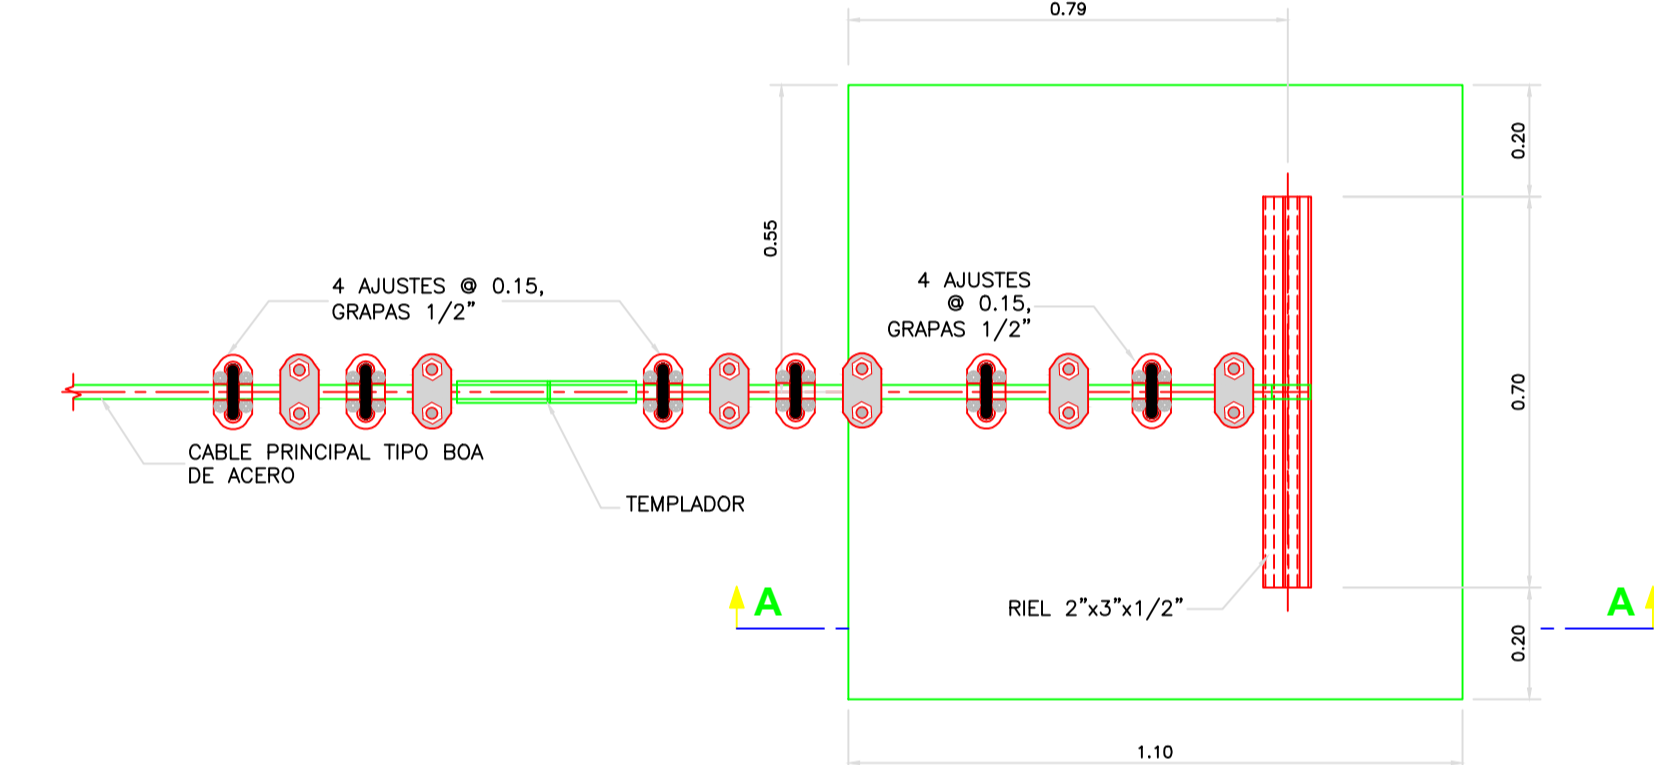 0.79
0.20
0.55
4 AJUSTES @ 0.15,
GRAPAS 1/2”
4 AJUSTES
@ 0.15,
GRAPAS 1/2”
0.70
CABLE PRINCIPAL TIPO BOA
DE ACERO
TEMPLADOR
A
RIEL 2”x3”x1/2”
A
0.20
1.10